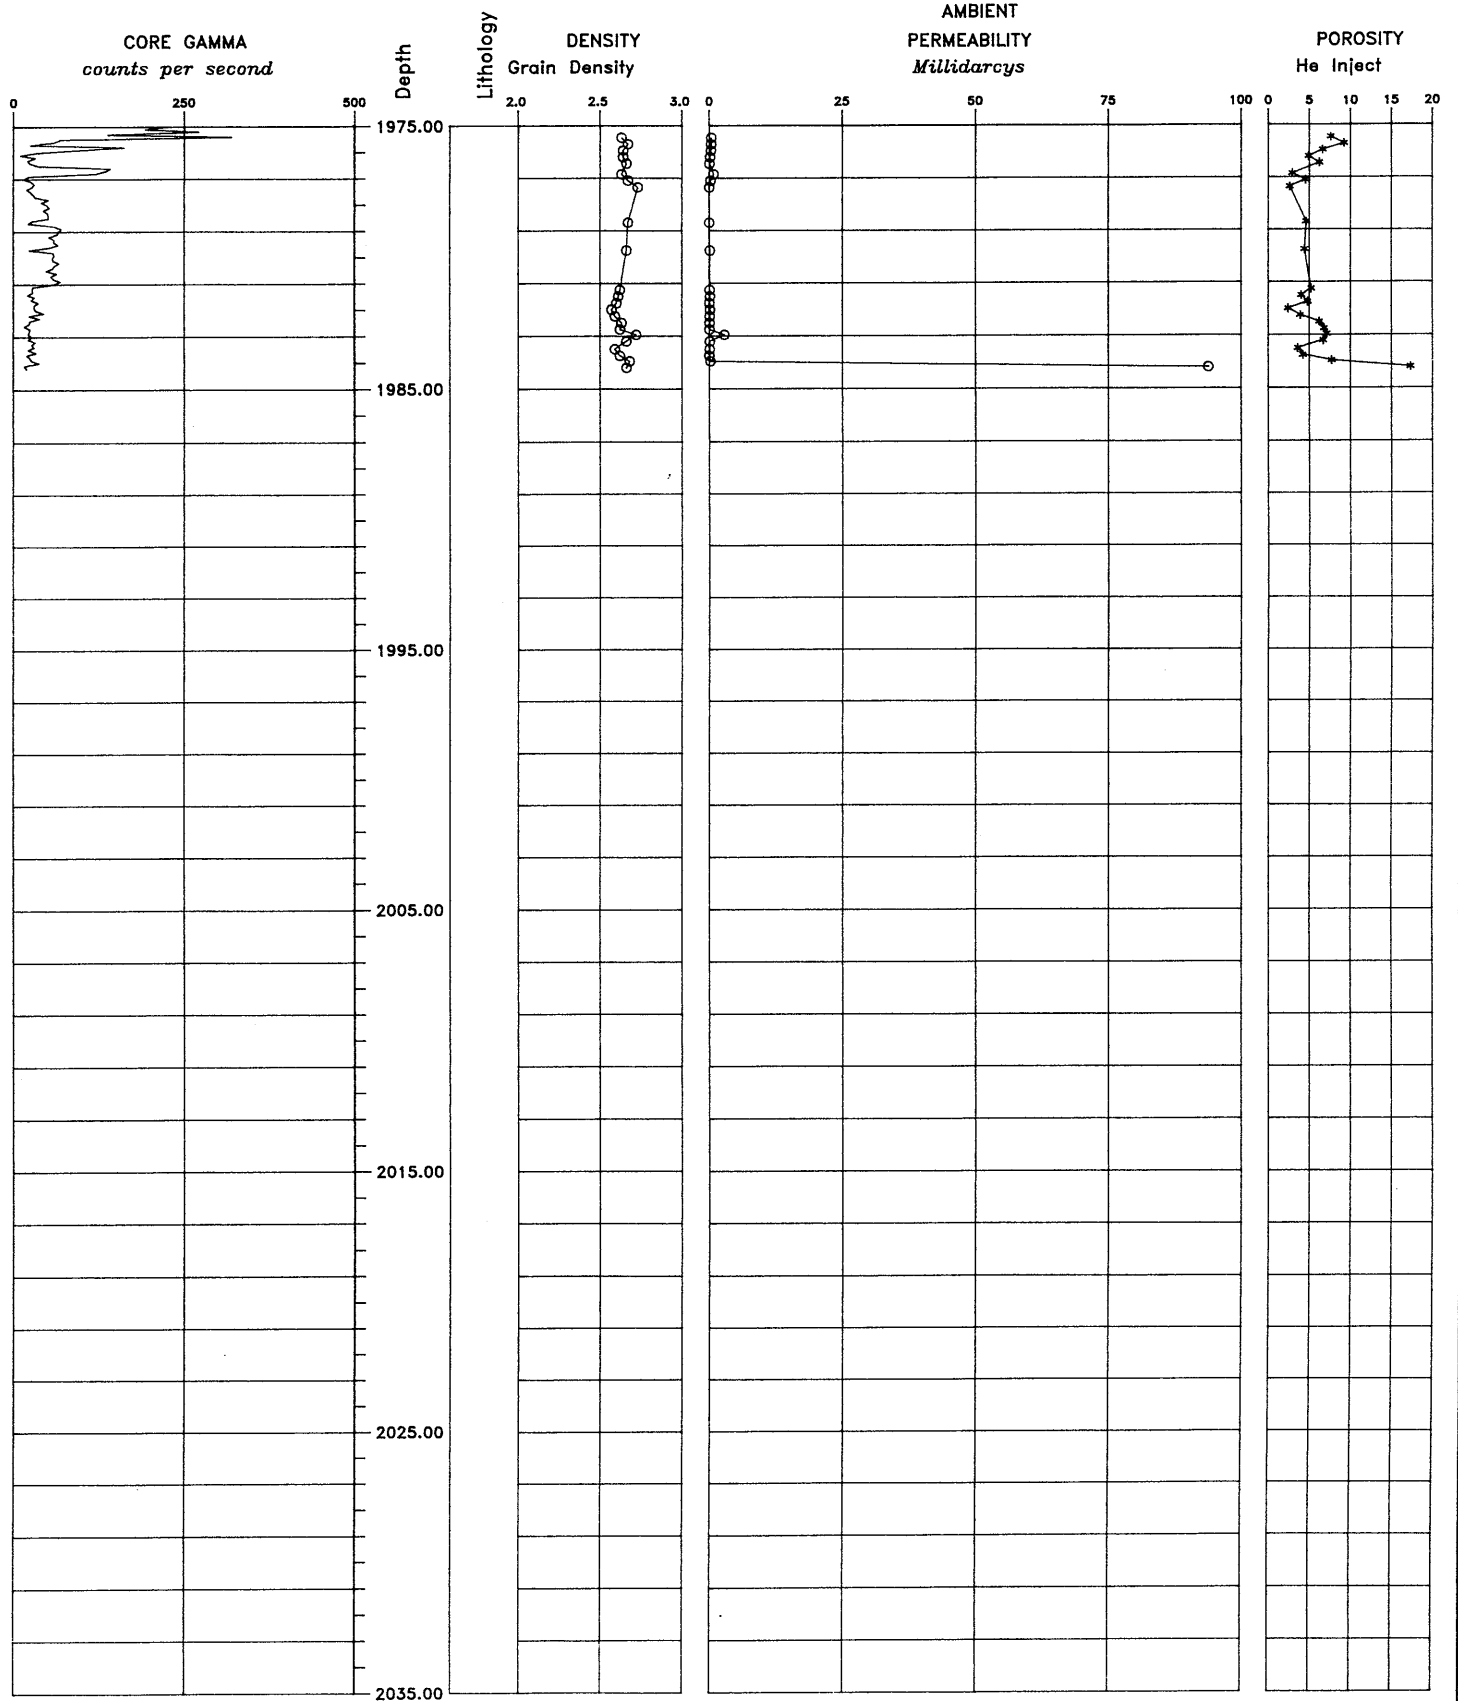 CORE GAMMA
counts per second
0 250 500
Depth
Lithology
DENSITY
Grain Density
2.0 2.5 3.0
AMBIENT
PERMEABILITY
Millidarcys
0 25 50 75 100
POROSITY
He Inject
0 5 10 15 20
1975.00
1985.00
1995.00
2005.00
2015.00
2025.00
2035.00